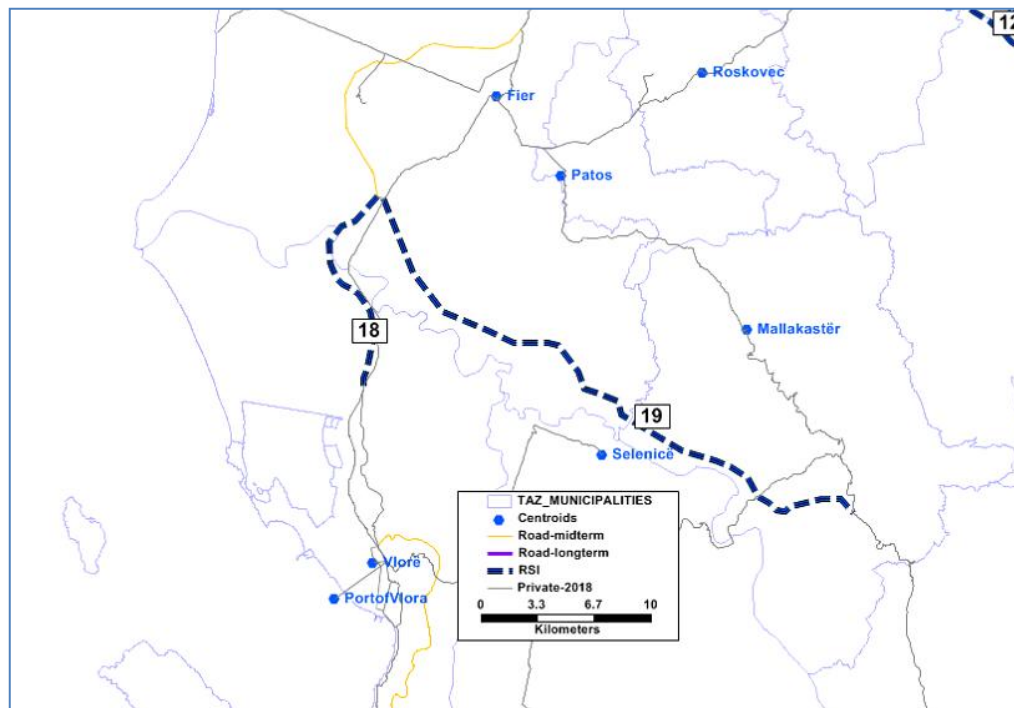 12
Roskovec
Fier
Patos
18
Mallakastër
19
Selenicë
TAZ_MUNICIPALITIES
Centroids
Road-midterm
Road-longterm
RSI
Private-2018
0 3.3 6.7 10
Kilometers
Vlorë
PortofVlora